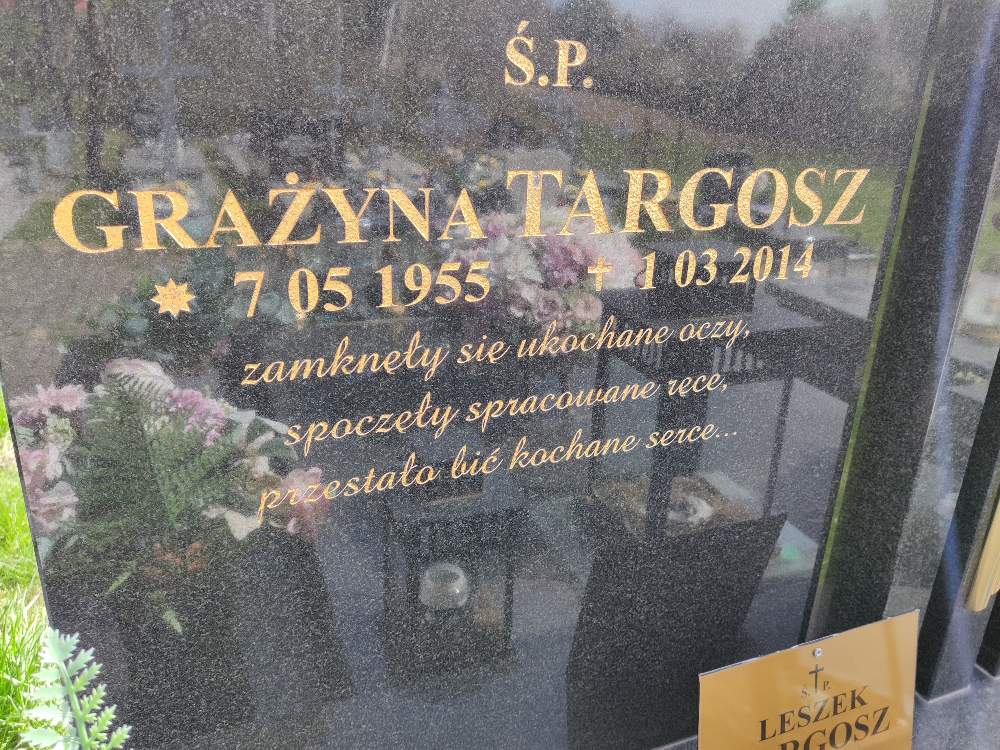 Ś.P.
GRAŻYNA TARGOSZ
7 05 1955 † 1 03 2014
zamknęły się ukochane oczy,
spoczęły spracowane ręce,
przestało bić kochane serce...
Ś. P.
LESZEK
RGOSZ